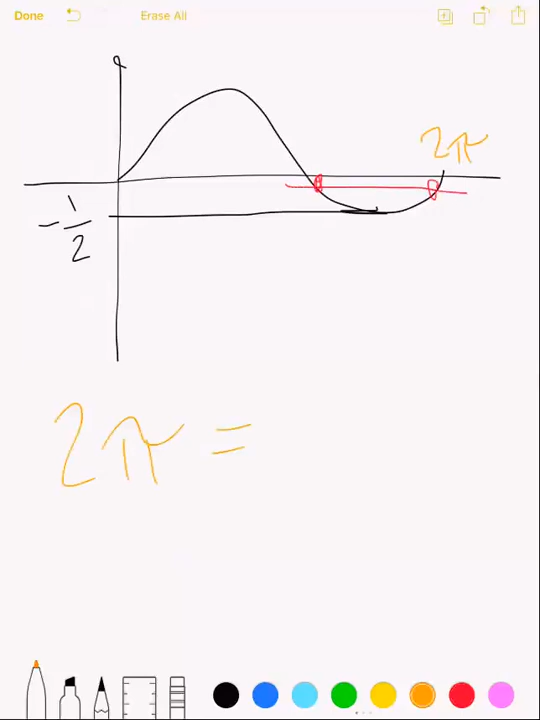 Done Erase All
2π
-1/2
2π =